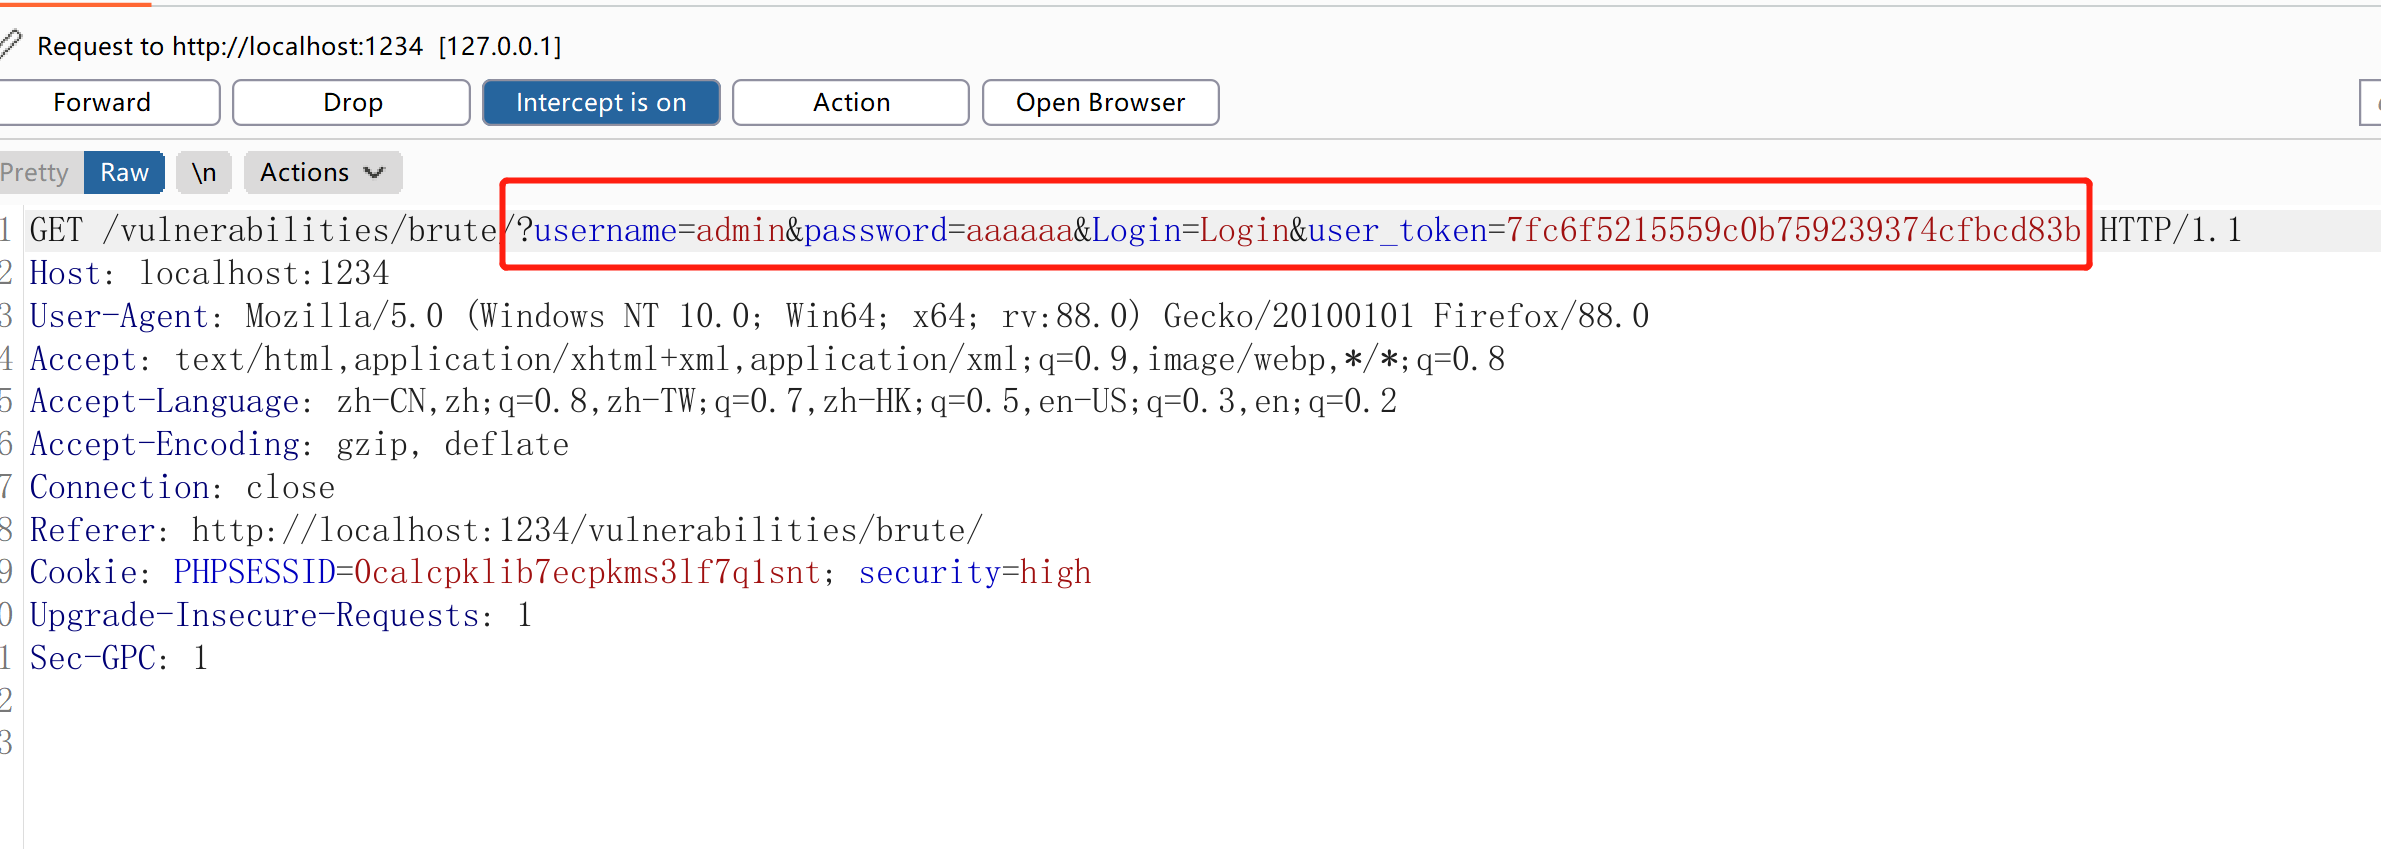 Request to http://localhost:1234 [127.0.0.1]
Forward Drop Intercept is on Action Open Browser
Pretty Raw \n Actions
1 GET /vulnerabilities/brute/?username=admin&password=aaaaaa&Login=Login&user_token=7fc6f5215559c0b759239374cfbcd83b HTTP/1.1
2 Host: localhost:1234
3 User-Agent: Mozilla/5.0 (Windows NT 10.0; Win64; x64; rv:88.0) Gecko/20100101 Firefox/88.0
4 Accept: text/html,application/xhtml+xml,application/xml;q=0.9,image/webp,*/*;q=0.8
5 Accept-Language: zh-CN,zh;q=0.8,zh-TW;q=0.7,zh-HK;q=0.5,en-US;q=0.3,en;q=0.2
6 Accept-Encoding: gzip, deflate
7 Connection: close
8 Referer: http://localhost:1234/vulnerabilities/brute/
9 Cookie: PHPSESSID=0calcpklib7ecpkms3lf7q1snt; security=high
0 Upgrade-Insecure-Requests: 1
1 Sec-GPC: 1
2
3